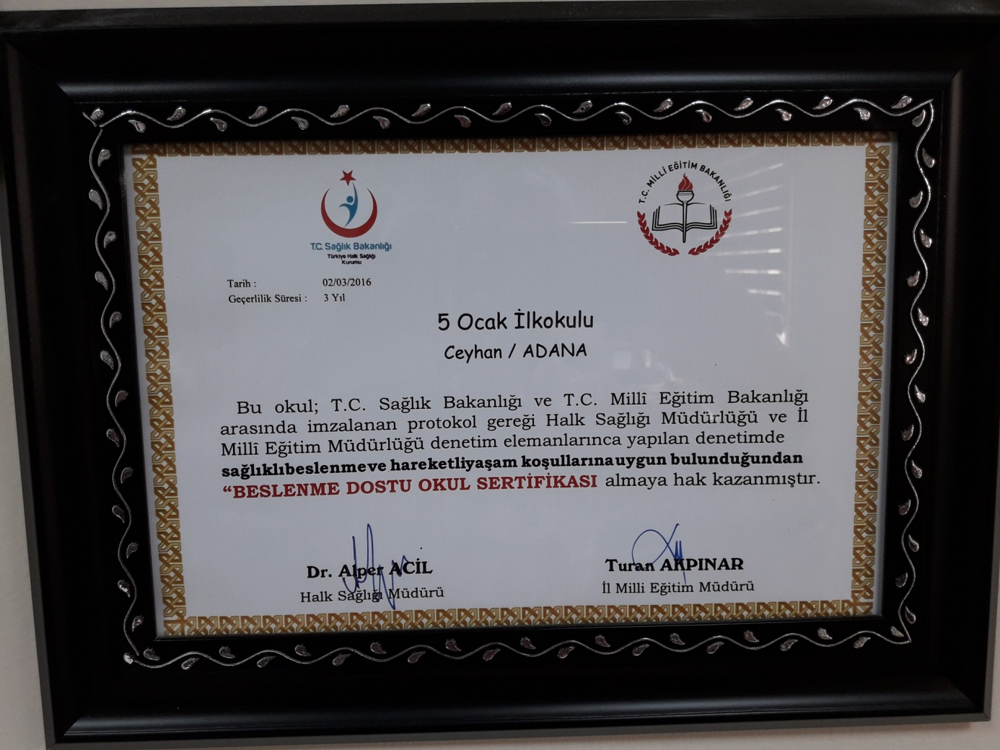 T.C. MİLLİ EĞİTİM BAKANLIĞI
T.C. Sağlık Bakanlığı
Türkiye Halk Sağlığı
Kurumu
Tarih : 02/03/2016
Geçerlilik Süresi : 3 Yıl
5 Ocak İlkokulu
Ceyhan / ADANA
Bu okul; T.C. Sağlık Bakanlığı ve T.C. Millî Eğitim Bakanlığı
arasında imzalanan protokol gereği Halk Sağlığı Müdürlüğü ve İl
Millî Eğitim Müdürlüğü denetim elemanlarınca yapılan denetimde
sağlıklıbeslenmeve hareketliyaşam koşullarınauygun bulunduğundan
“BESLENME DOSTU OKUL SERTİFİKASI almaya hak kazanmıştır.
Dr. Alper ACİL
Halk Sağlığı Müdürü
Turan AKPINAR
İl Milli Eğitim Müdürü